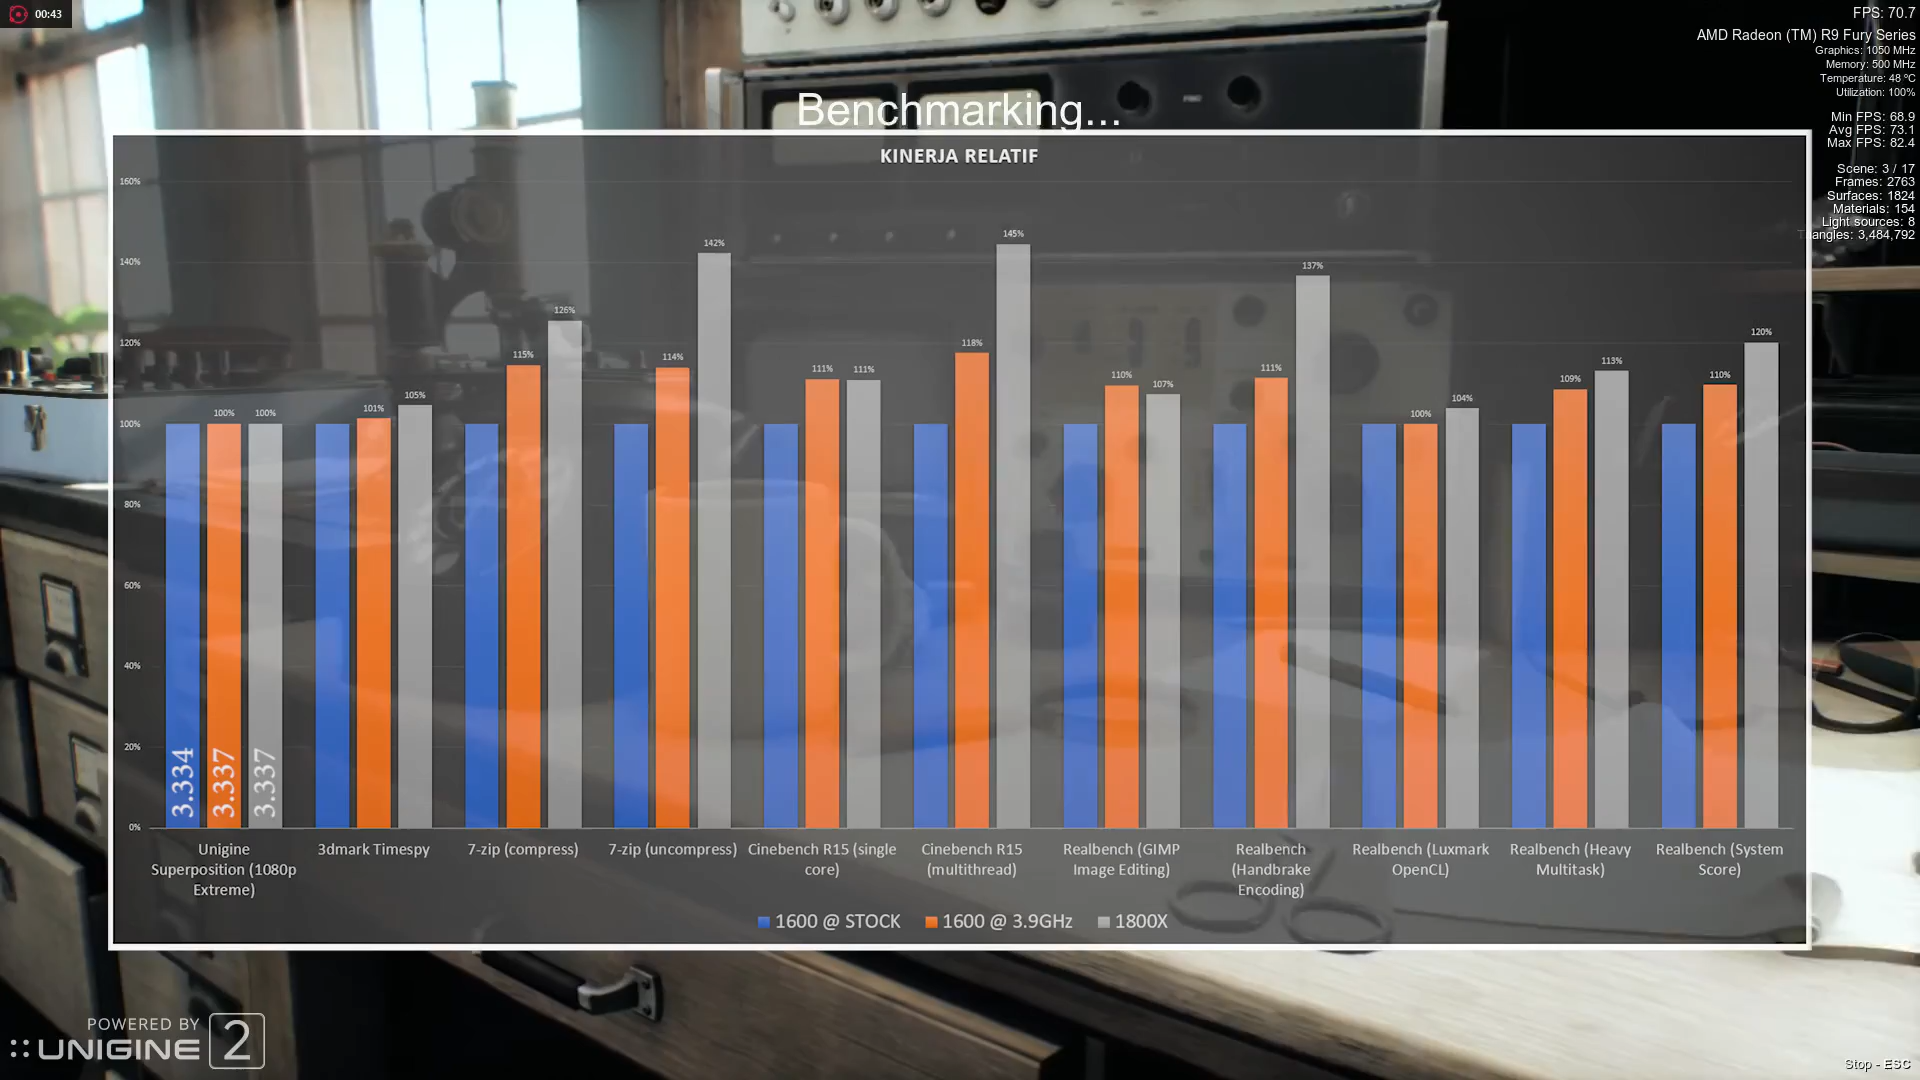 00:43
FPS: 70.7
AMD Radeon (TM) R9 Fury Series
Graphics: 1050 MHz
Memory: 500 MHz
Temperature: 48 ºC
Utilization: 100%
Min FPS: 68.9
Avg FPS: 73.1
Max FPS: 82.4
Scene: 3 / 17
Frames: 2763
Surfaces: 1824
Materials: 154
Light sources: 8
3,484,792
Benchmarking...
KINERJA RELATIF
160%
140%
120%
100%
80%
60%
40%
20%
0%
100% 100%
101% 105%
115% 126%
114% 142%
111% 111%
118% 145%
110% 107%
111% 137%
100% 104%
109% 113%
110% 120%
3.334
3.337
3.337
Unigine
Superposition (1080p
Extreme)
3dmark Timespy
7-zip (compress)
7-zip (uncompress)
Cinebench R15 (single
core)
Cinebench R15
(multithread)
Realbench (GIMP
Image Editing)
Realbench
(Handbrake
Encoding)
Realbench (Luxmark
OpenCL)
Realbench (Heavy
Multitask)
Realbench (System
Score)
1600 @ STOCK 1600 @ 3.9GHz 1800X
POWERED BY
UNIGINE 2
Stop - ESC